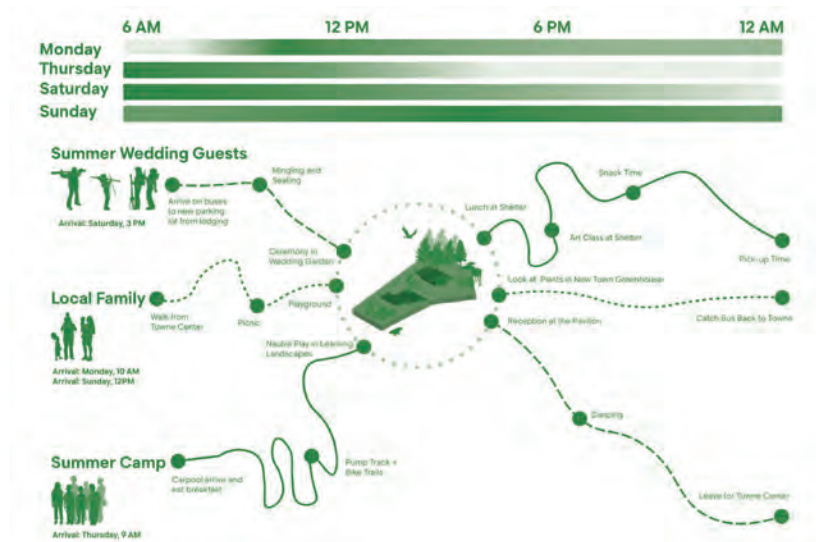 6 AM 12 PM 6 PM 12 AM
Monday
Thursday
Saturday
Sunday
Summer Wedding Guests
Arrival: Saturday, 3 PM
Arrive on buses
to new parking
lot from lodging
Mingling and
Seating
Ceremony in
Wedding Garden
Lunch at Shelter
Art Class at Shelter
Snack Time
Pick-up Time
Local Family
Arrival: Monday, 10 AM
Arrival: Sunday, 12PM
Walk from
Towne Center
Picnic
Playground
Look at Plants in New Town Greenhouse
Catch Bus Back to Towne
Reception at the Pavilion
Nautre Play in Learning
Landscapes
Dancing
Leave for Towne Center
Summer Camp
Arrival: Thursday, 9 AM
Carpool arrive and
eat breakfast
Pump Track +
Bike Trails